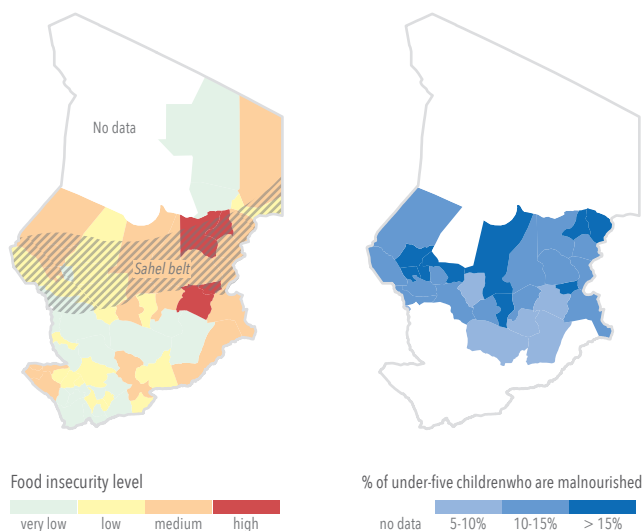 No data
Sahel belt
Food insecurity level
very low low medium high
% of under-five childrenwho are malnourished
no data 5-10% 10-15% > 15%